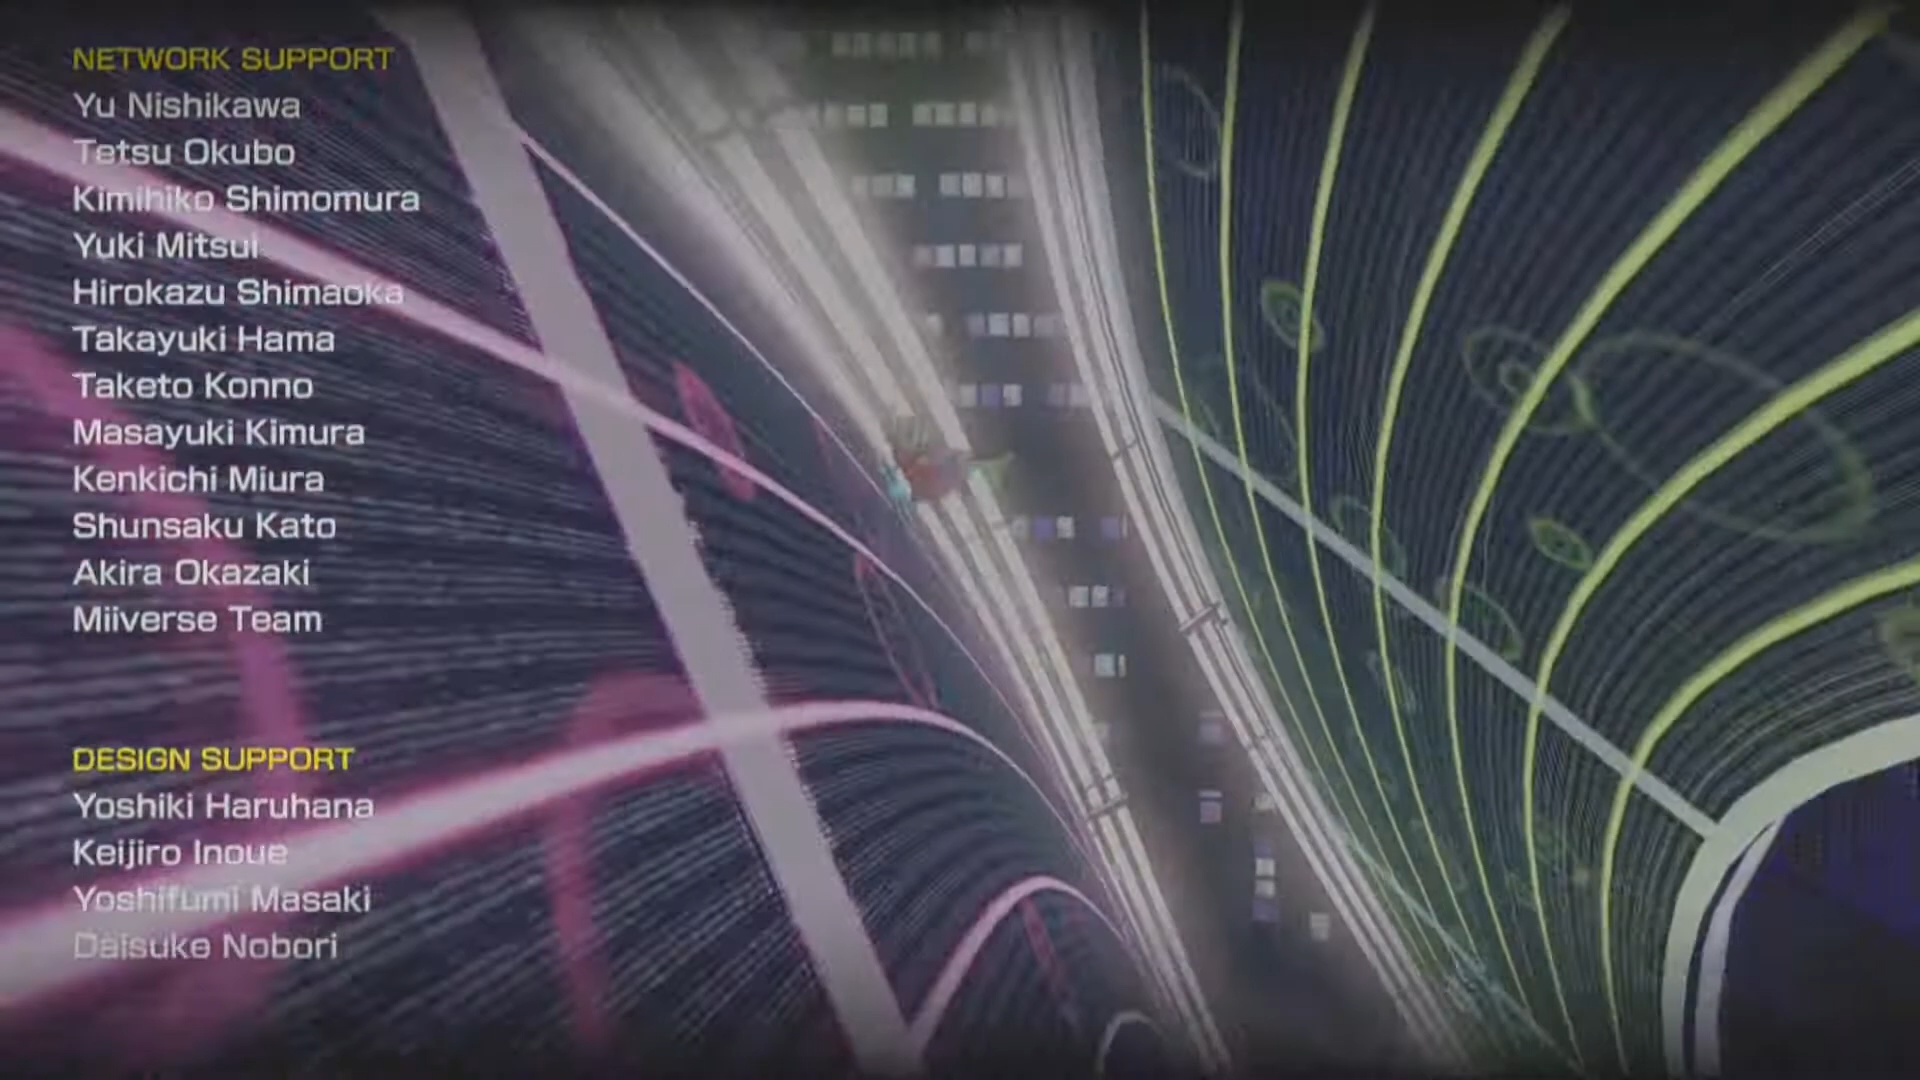 NETWORK SUPPORT
Yu Nishikawa
Tetsu Okubo
Kimihiko Shimomura
Yuki Mitsui
Hirokazu Shimaoka
Takayuki Hama
Taketo Konno
Masayuki Kimura
Kenkichi Miura
Shunsaku Kato
Akira Okazaki
Miiverse Team
DESIGN SUPPORT
Yoshiki Haruhana
Keijiro Inoue
Yoshifumi Masaki
Daisuke Nobori